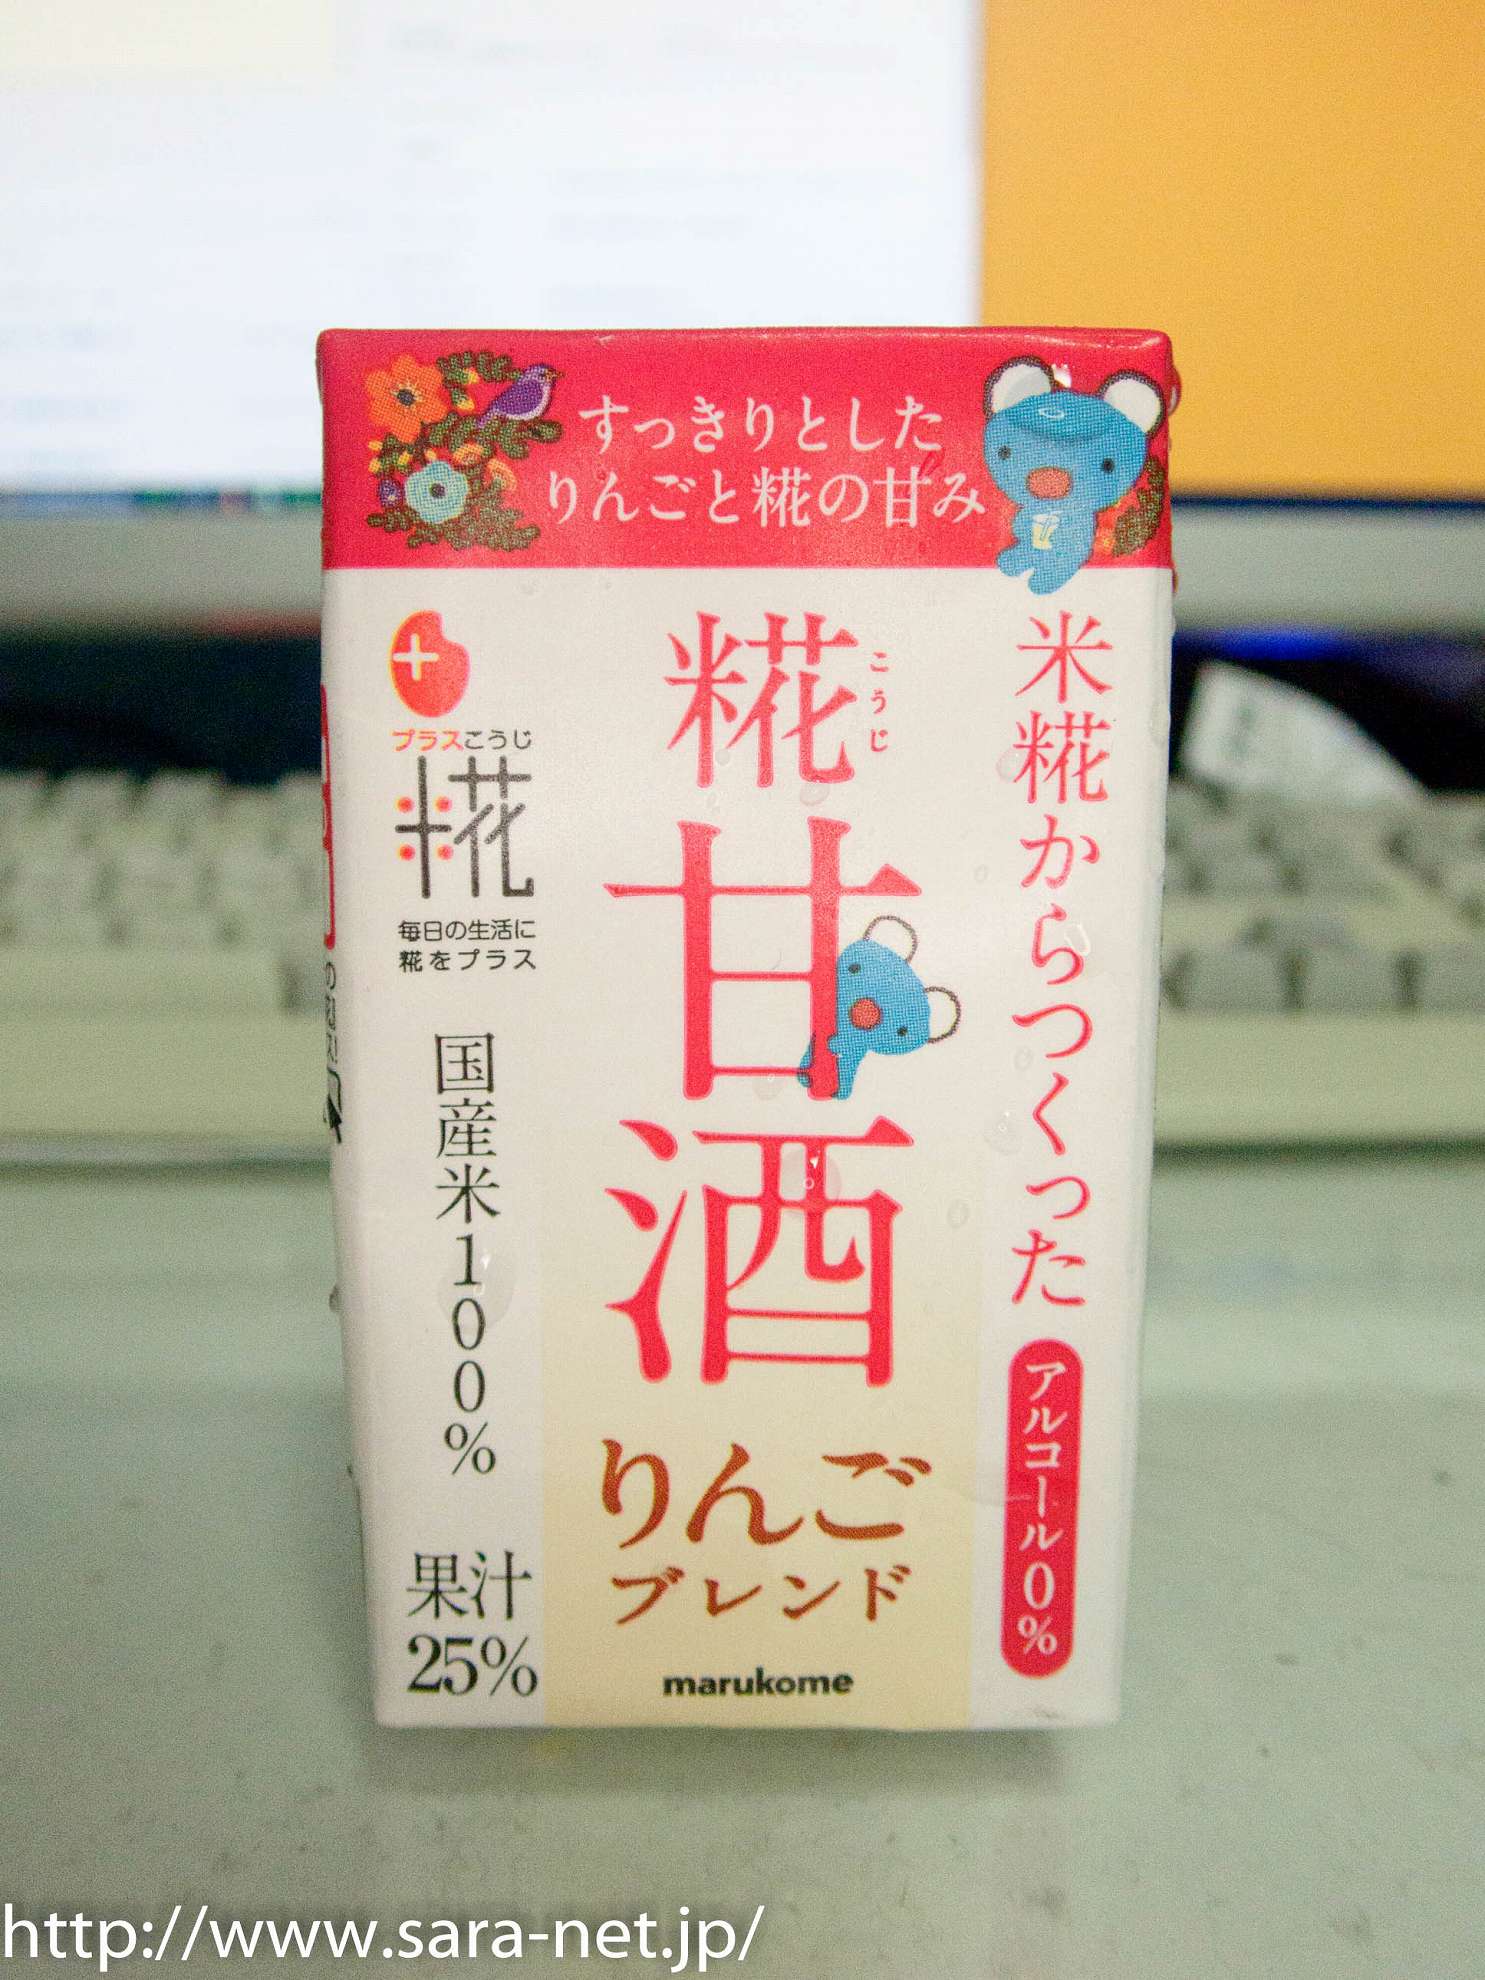 すっきりとした
りんごと糀の甘み
米糀からつくった
アルコール0%
糀甘酒
こうじ
りんご
ブレンド
marukome
プラスこうじ
糀
毎日の生活に
糀をプラス
国産米100%
果汁
25%
http://www.sara-net.jp/